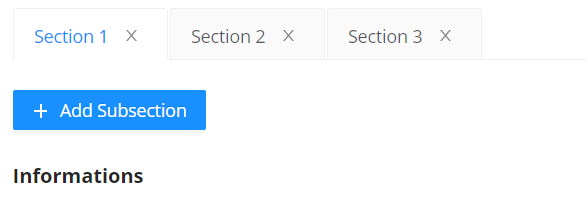 Section 1 X Section 2 X Section 3 X
+ Add Subsection
Informations